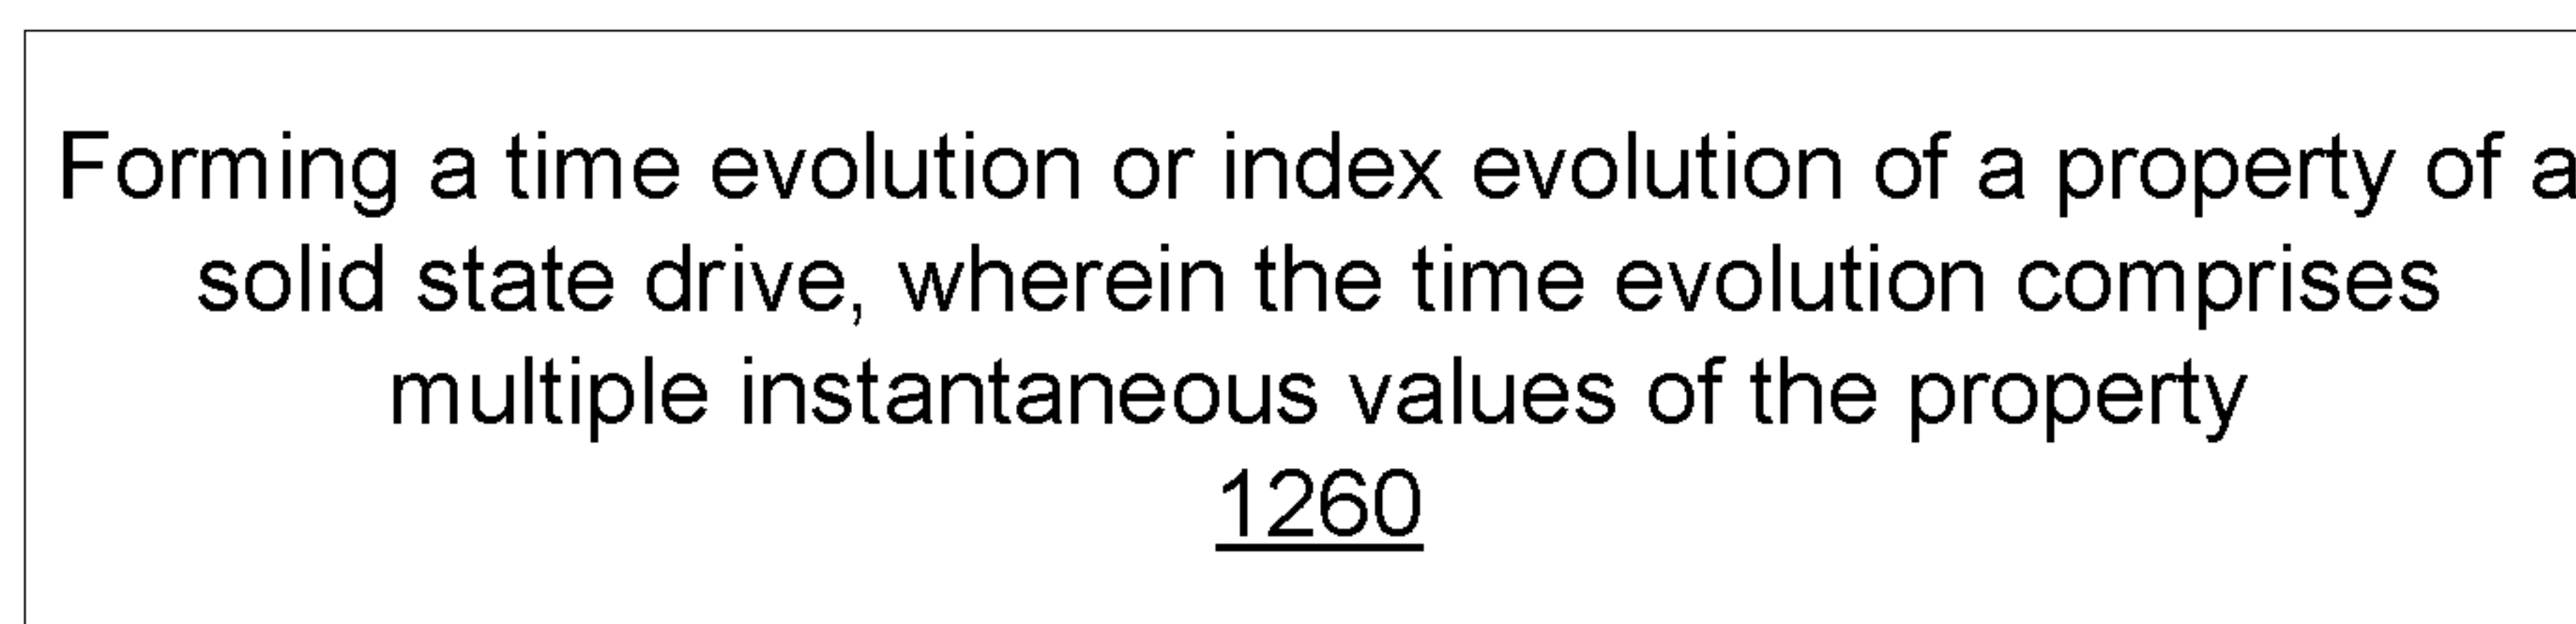 Forming a time evolution or index evolution of a property of a
solid state drive, wherein the time evolution comprises
multiple instantaneous values of the property
1260